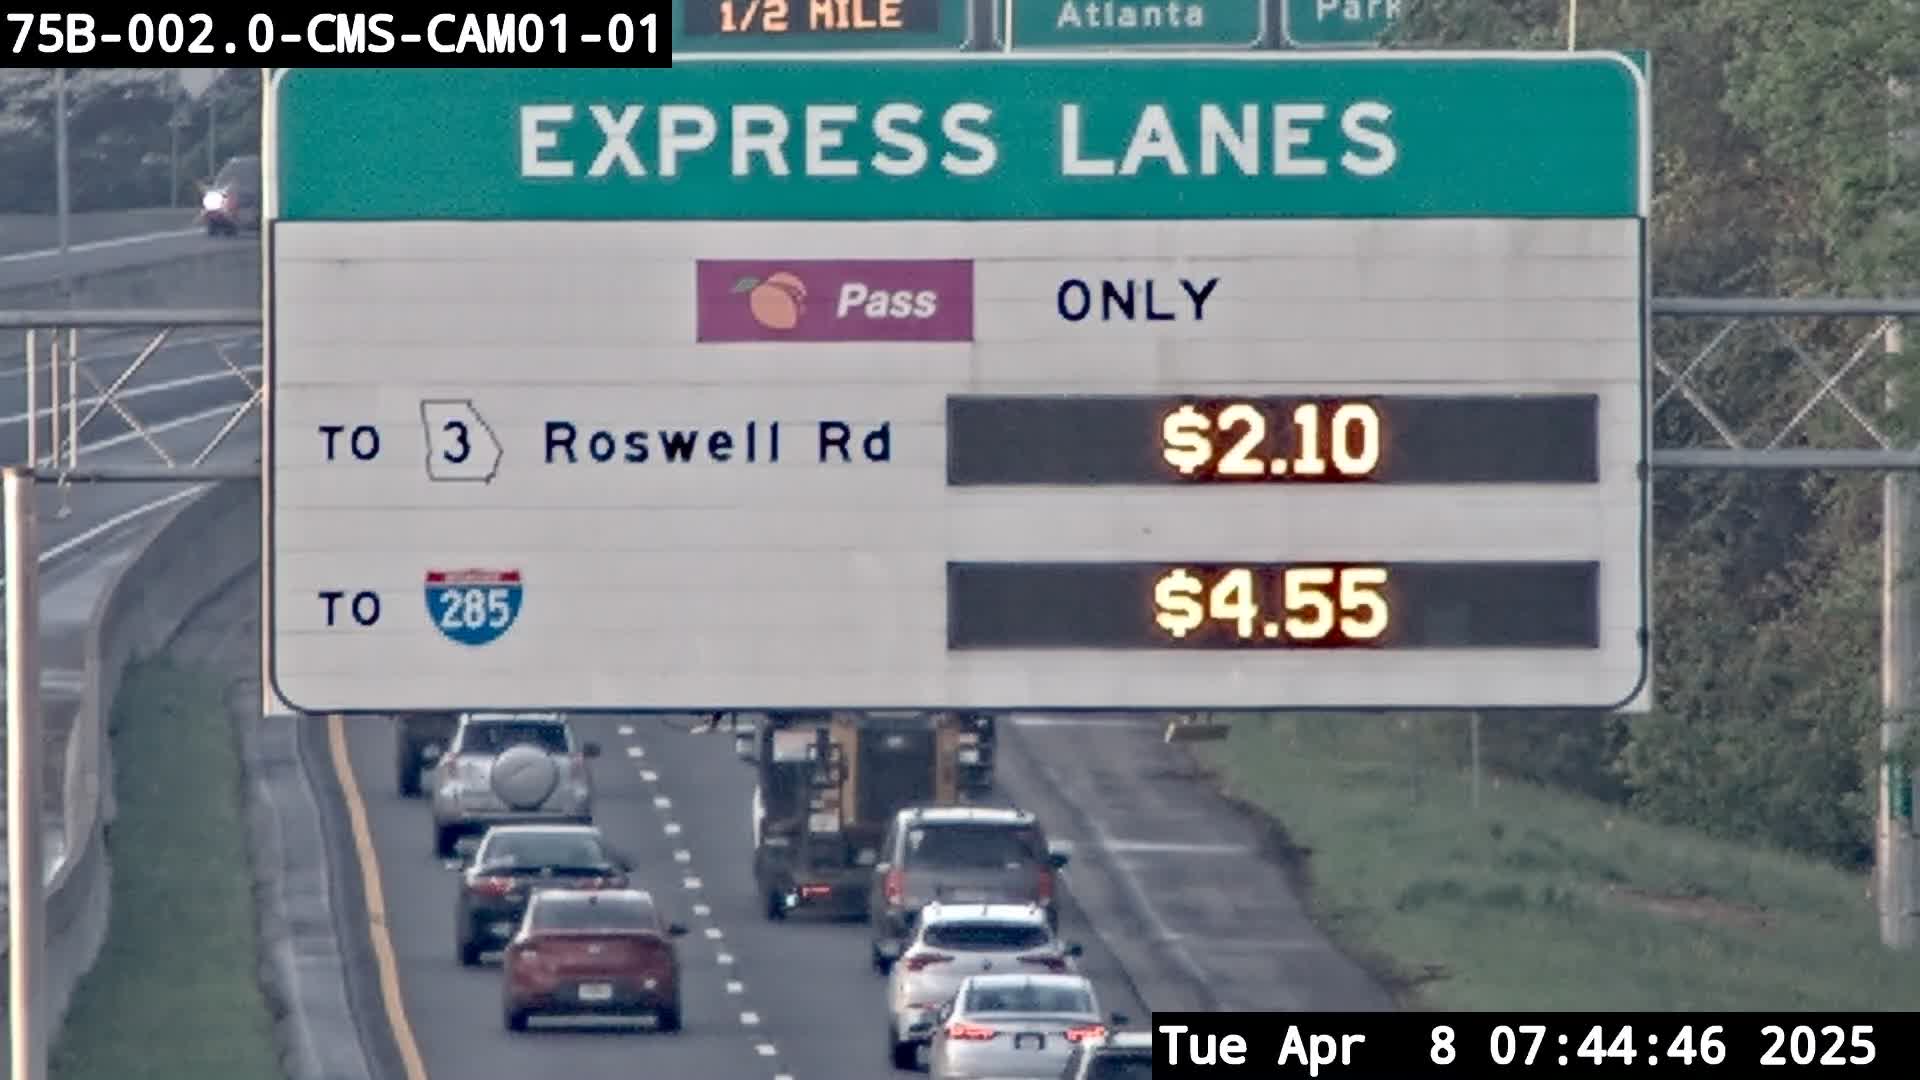 75B-002.0-CMS-CAM01-01
1/2 MILE
Atlanta
Park
EXPRESS LANES
Pass ONLY
TO 3 Roswell Rd $2.10
TO 285 $4.55
Tue Apr 8 07:44:46 2025